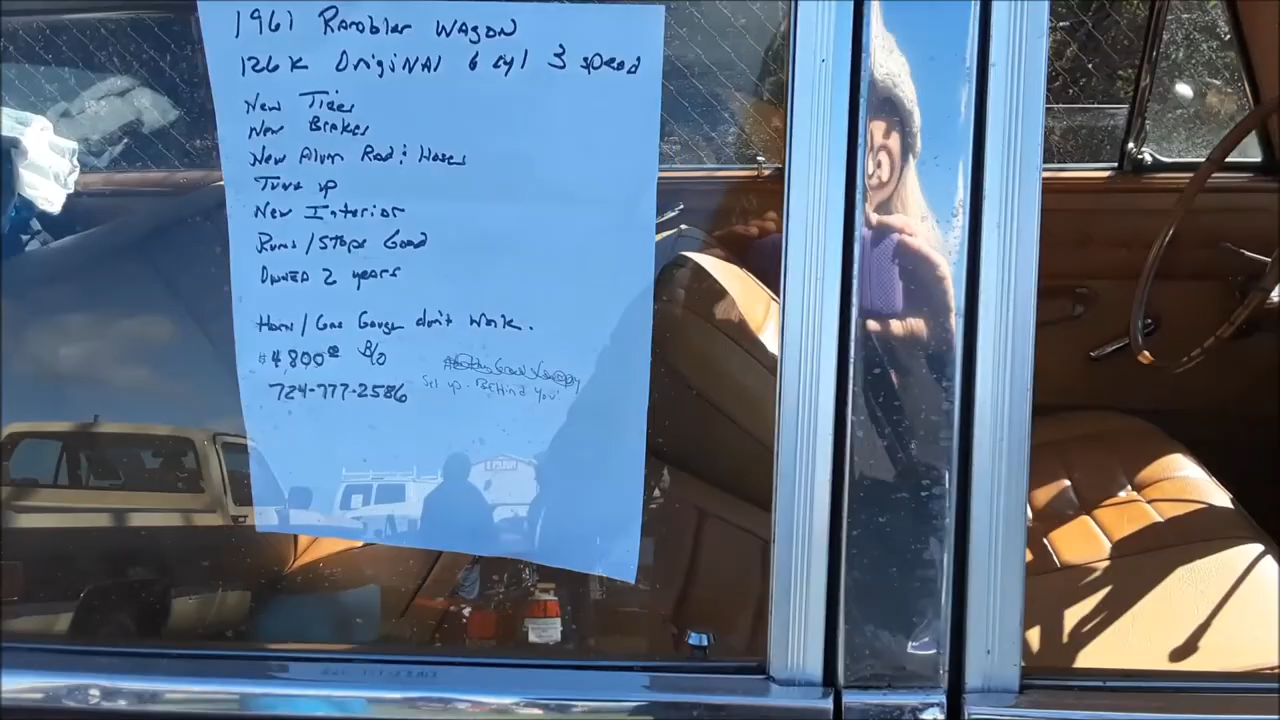 1961 Rambler Wagon
126K Original 6 cyl 3 speed
New Tires
New Brakes
New Alum Rad & Hoses
Tune up
New Interior
Runs/Stops Good
Owned 2 years
Horn/Gas Gauge don't work.
$4,800⁰⁰ B/O
724-777-2586
Set up - Behind You